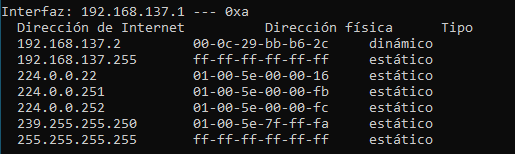 Interfaz: 192.168.137.1 --- 0xa
  Dirección de Internet          Dirección física      Tipo
  192.168.137.2         00-0c-29-bb-b6-2c     dinámico
  192.168.137.255       ff-ff-ff-ff-ff-ff     estático
  224.0.0.22            01-00-5e-00-00-16     estático
  224.0.0.251           01-00-5e-00-00-fb     estático
  224.0.0.252           01-00-5e-00-00-fc     estático
  239.255.255.250       01-00-5e-7f-ff-fa     estático
  255.255.255.255       ff-ff-ff-ff-ff-ff     estático